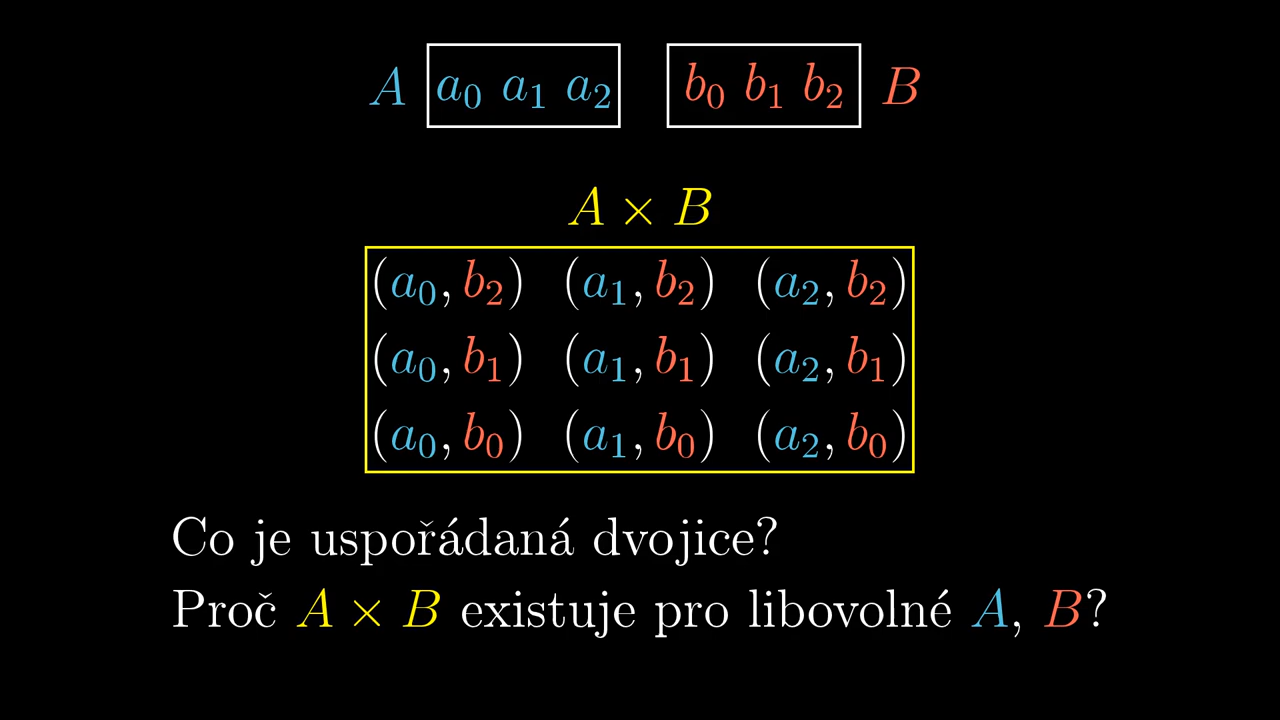 A a₀ a₁ a₂ b₀ b₁ b₂ B
A × B
(a₀, b₂) (a₁, b₂) (a₂, b₂)
(a₀, b₁) (a₁, b₁) (a₂, b₁)
(a₀, b₀) (a₁, b₀) (a₂, b₀)
Co je uspořádaná dvojice?
Proč A × B existuje pro libovolné A, B?